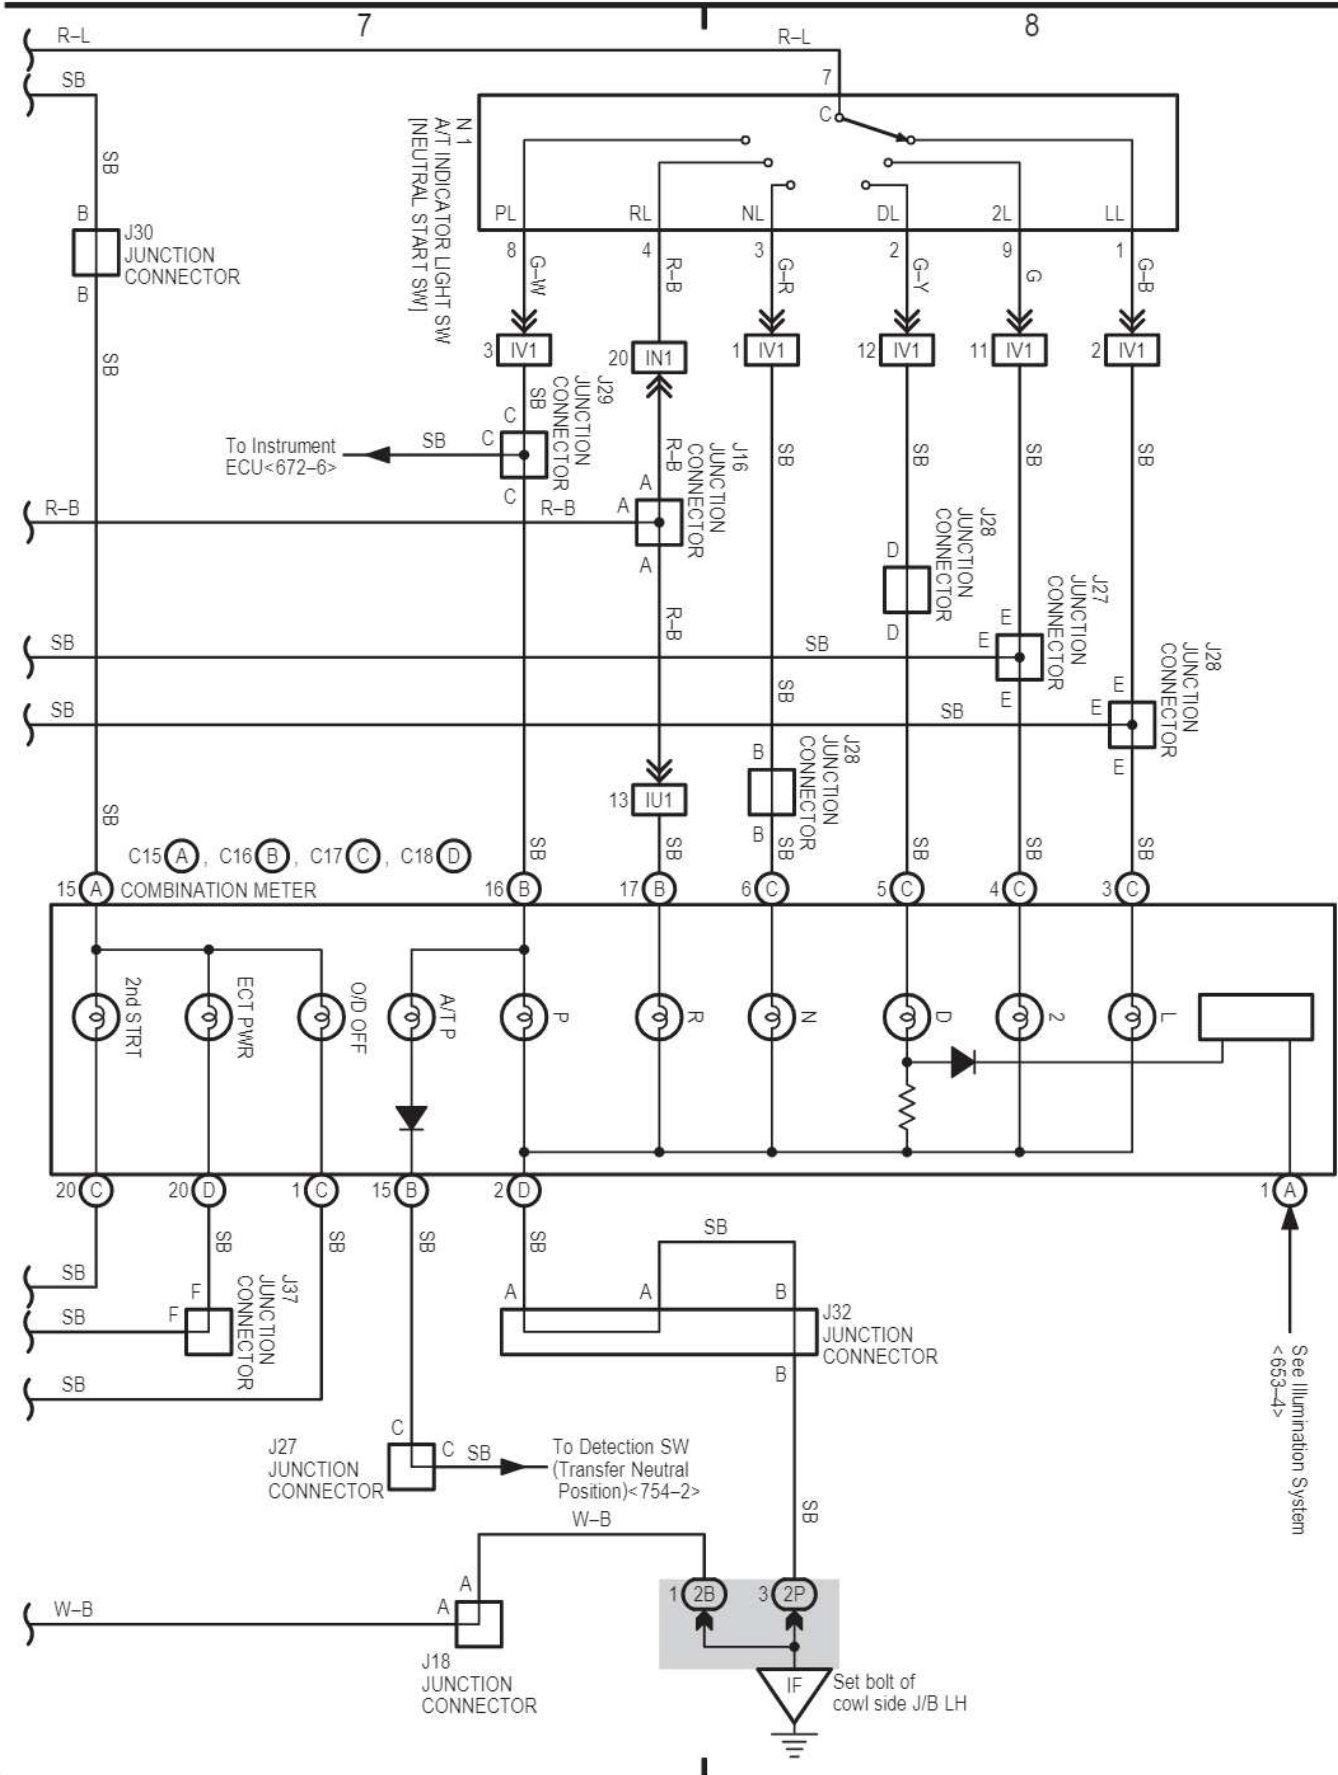 7
8
R–L
R–L
SB
7
C
N 1
A/T INDICATOR LIGHT SW
[NEUTRAL START SW]
SB
B
J30
JUNCTION
CONNECTOR
B
SB
PL
RL
NL
DL
2L
LL
8
4
3
2
9
1
G–W
R–B
G–R
G–Y
G
G–B
3 IV1
20 IN1
1 IV1
12 IV1
11 IV1
2 IV1
SB
J29
JUNCTION
CONNECTOR
C
C
C
To Instrument
ECU<672–6>
SB
R–B
J16
JUNCTION
CONNECTOR
A
A
A
SB
SB
SB
SB
R–B
R–B
R–B
J28
JUNCTION
CONNECTOR
D
D
J27
JUNCTION
CONNECTOR
E
E
E
SB
SB
SB
J28
JUNCTION
CONNECTOR
E
E
E
SB
SB
J28
JUNCTION
CONNECTOR
B
B
13 IU1
SB
SB
SB
SB
SB
SB
SB
C15 A , C16 B , C17 C , C18 D
15 A COMBINATION METER
16 B
17 B
6 C
5 C
4 C
3 C
2nd STRT
ECT PWR
O/D OFF
A/T P
P
R
N
D
2
L
20 C
20 D
1 C
15 B
2 D
1 A
SB
SB
SB
SB
SB
SB
F
F
J37
JUNCTION
CONNECTOR
SB
SB
A
A
B
J32
JUNCTION
CONNECTOR
B
See Illumination System
<653–4>
J27
JUNCTION
CONNECTOR
C
C
SB
To Detection SW
(Transfer Neutral
Position)<754–2>
SB
W–B
W–B
A
A
J18
JUNCTION
CONNECTOR
1 2B
3 2P
IF
Set bolt of
cowl side J/B LH